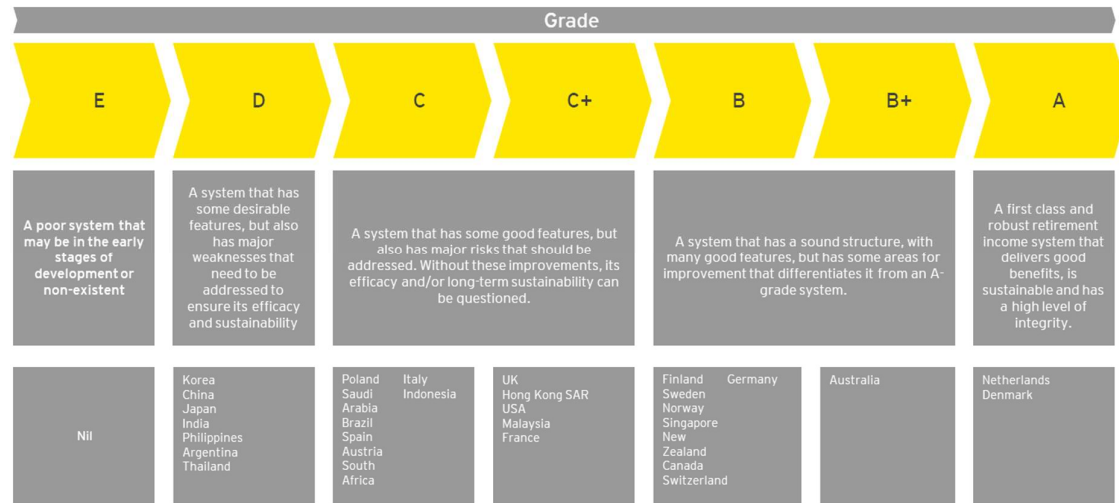 Grade
E
D
C
C+
B
B+
A
A poor system that
may be in the early
stages of
development or
non-existent
A system that has
some desirable
features, but also
has major
weaknesses that
need to be
addressed to
ensure its efficacy
and sustainability
A system that has some good features, but
also has major risks that should be
addressed. Without these improvements, its
efficacy and/or long-term sustainability can
be questioned.
A system that has a sound structure, with
many good features, but has some areas for
improvement that differentiates it from an A-
grade system.
A first class and
robust retirement
income system that
delivers good
benefits, is
sustainable and has
a high level of
integrity.
Nil
Korea
China
Japan
India
Philippines
Argentina
Thailand
Poland
Saudi
Arabia
Brazil
Spain
Austria
South
Africa
Italy
Indonesia
UK
Hong Kong SAR
USA
Malaysia
France
Finland
Sweden
Norway
Singapore
New
Zealand
Canada
Switzerland
Germany
Australia
Netherlands
Denmark